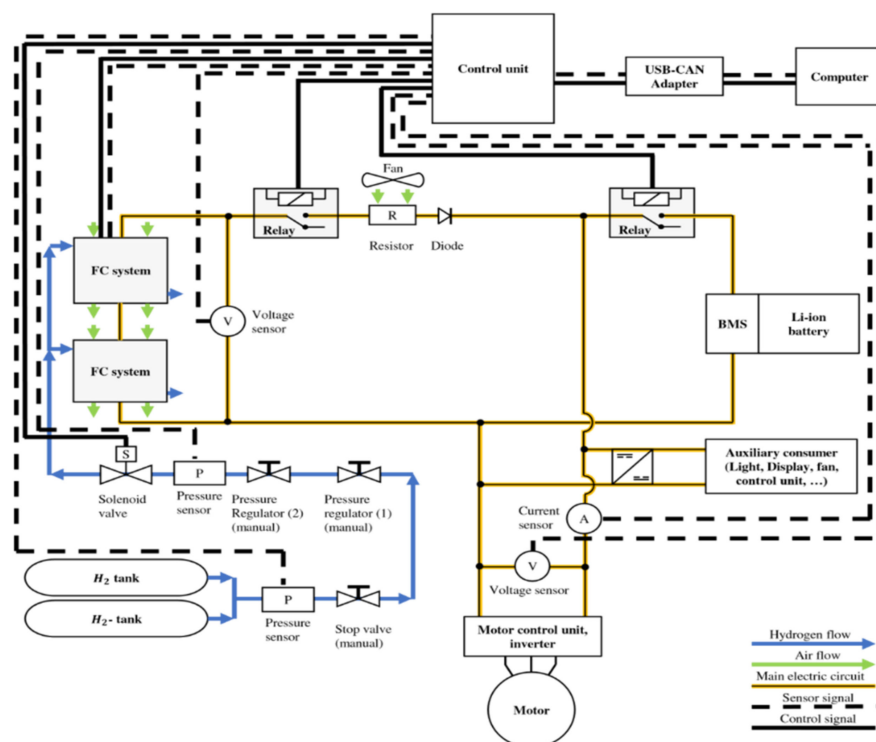 Control unit
USB-CAN
Adapter
Computer
Fan
Relay
R
Resistor
Diode
Relay
FC system
V
Voltage
sensor
BMS
Li-ion
battery
FC system
S
Solenoid
valve
P
Pressure
sensor
Pressure
Regulator (2)
(manual)
Pressure
regulator (1)
(manual)
Auxiliary consumer
(Light, Display, fan,
control unit, …)
Current
sensor
A
V
Voltage sensor
H₂ tank
H₂- tank
P
Pressure
sensor
Stop valve
(manual)
Motor control unit,
inverter
Motor
Hydrogen flow
Air flow
Main electric circuit
Sensor signal
Control signal